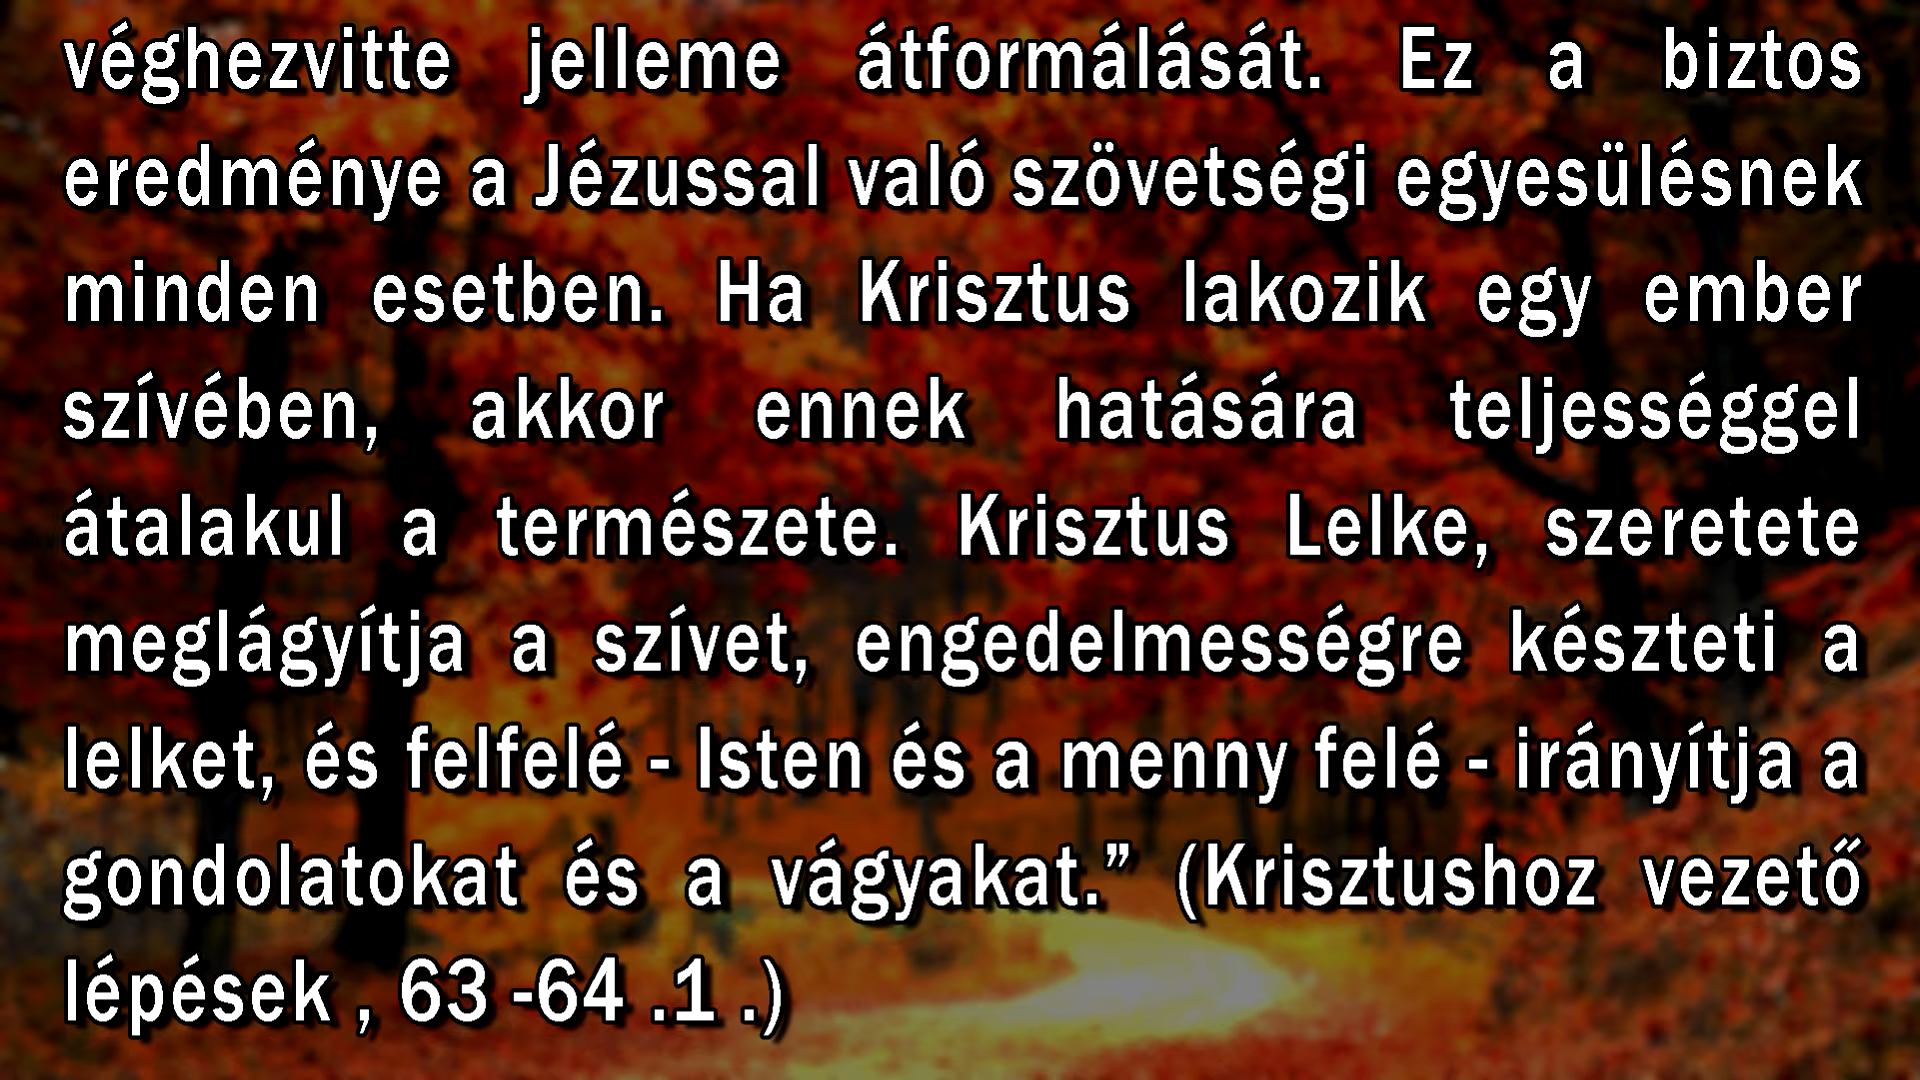 véghezvitte jelleme átformálását. Ez a biztos
eredménye a Jézussal való szövetségi egyesülésnek
minden esetben. Ha Krisztus lakozik egy ember
szívében, akkor ennek hatására teljességgel
átalakul a természete. Krisztus Lelke, szeretete
meglágyítja a szívet, engedelmességre készteti a
lelket, és felfelé - Isten és a menny felé - irányítja a
gondolatokat és a vágyakat.” (Krisztushoz vezető
lépések , 63 -64 .1 .)